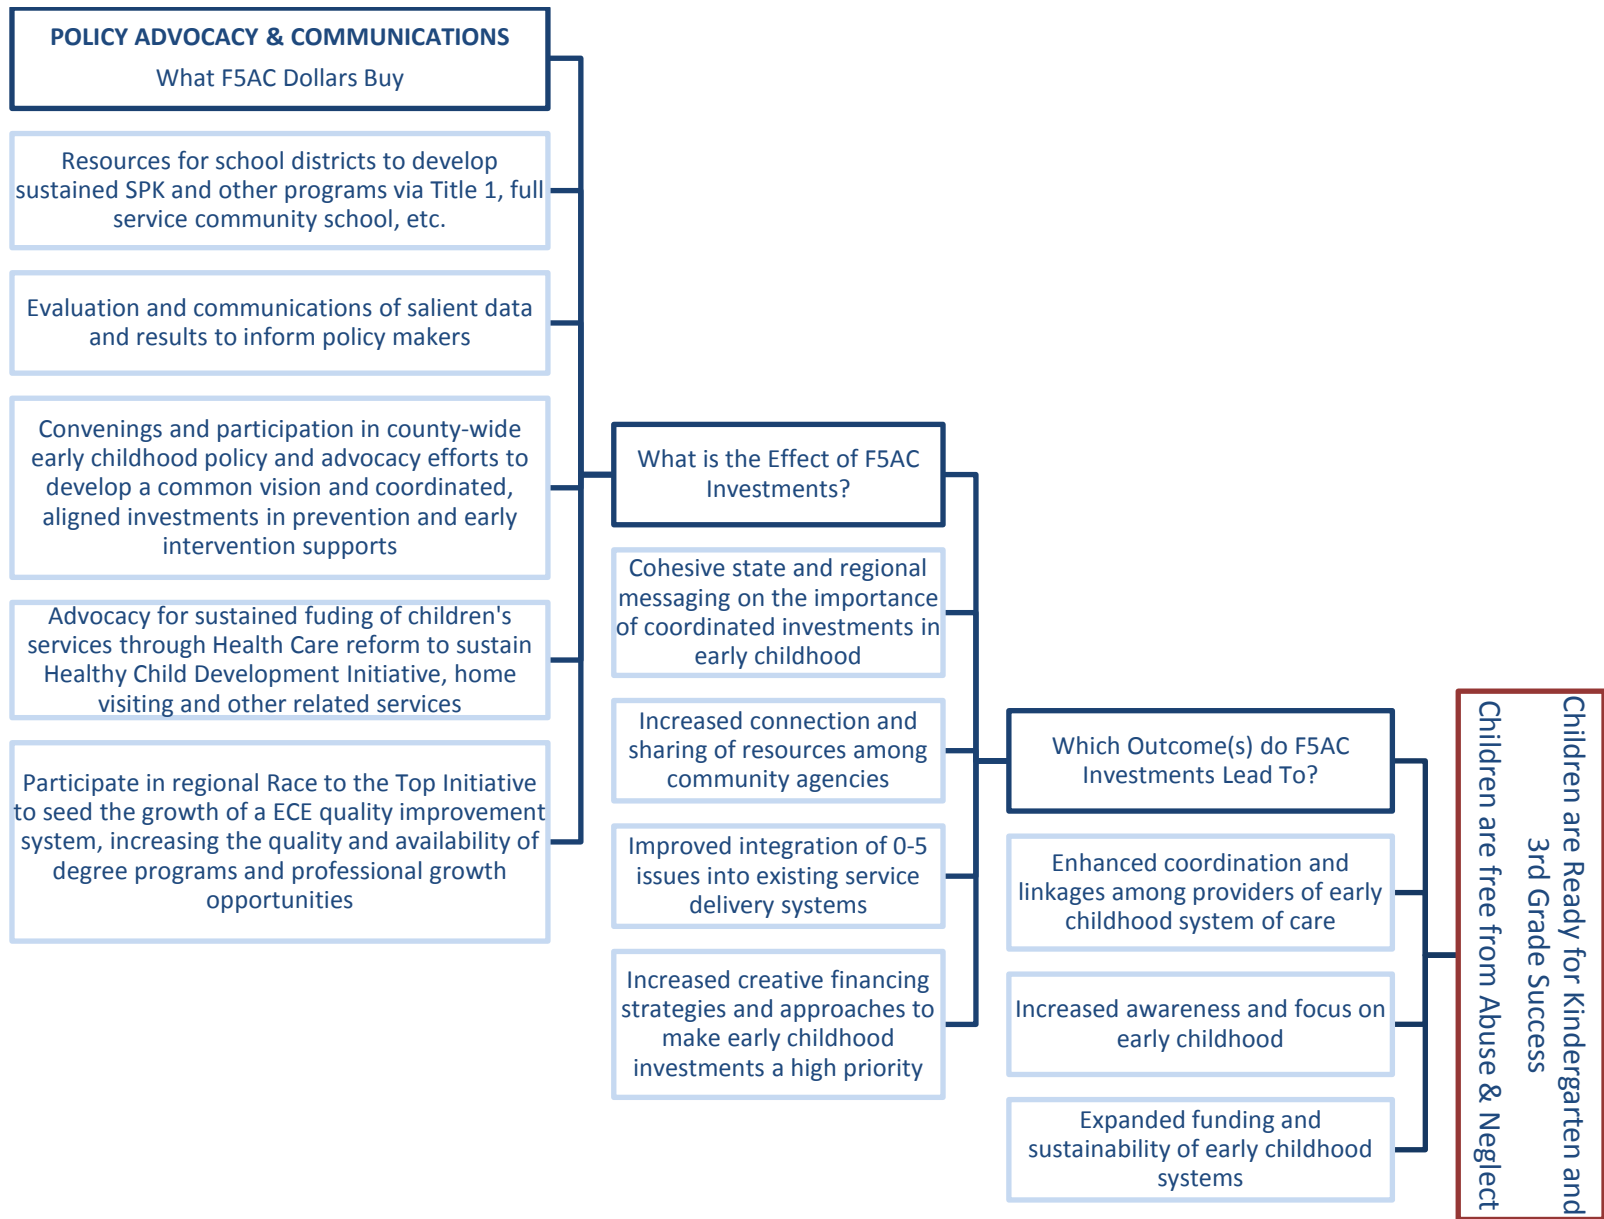 POLICY ADVOCACY & COMMUNICATIONS
What F5AC Dollars Buy
Resources for school districts to develop
sustained SPK and other programs via Title 1, full
service community school, etc.
Evaluation and communications of salient data
and results to inform policy makers
Convenings and participation in county-wide
early childhood policy and advocacy efforts to
develop a common vision and coordinated,
aligned investments in prevention and early
intervention supports
Advocacy for sustained fuding of children's
services through Health Care reform to sustain
Healthy Child Development Initiative, home
visiting and other related services
Participate in regional Race to the Top Initiative
to seed the growth of a ECE quality improvement
system, increasing the quality and availability of
degree programs and professional growth
opportunities
What is the Effect of F5AC
Investments?
Cohesive state and regional
messaging on the importance
of coordinated investments in
early childhood
Increased connection and
sharing of resources among
community agencies
Improved integration of 0-5
issues into existing service
delivery systems
Increased creative financing
strategies and approaches to
make early childhood
investments a high priority
Which Outcome(s) do F5AC
Investments Lead To?
Enhanced coordination and
linkages among providers of early
childhood system of care
Increased awareness and focus on
early childhood
Expanded funding and
sustainability of early childhood
systems
Children are Ready for Kindergarten and
3rd Grade Success
Children are free from Abuse & Neglect